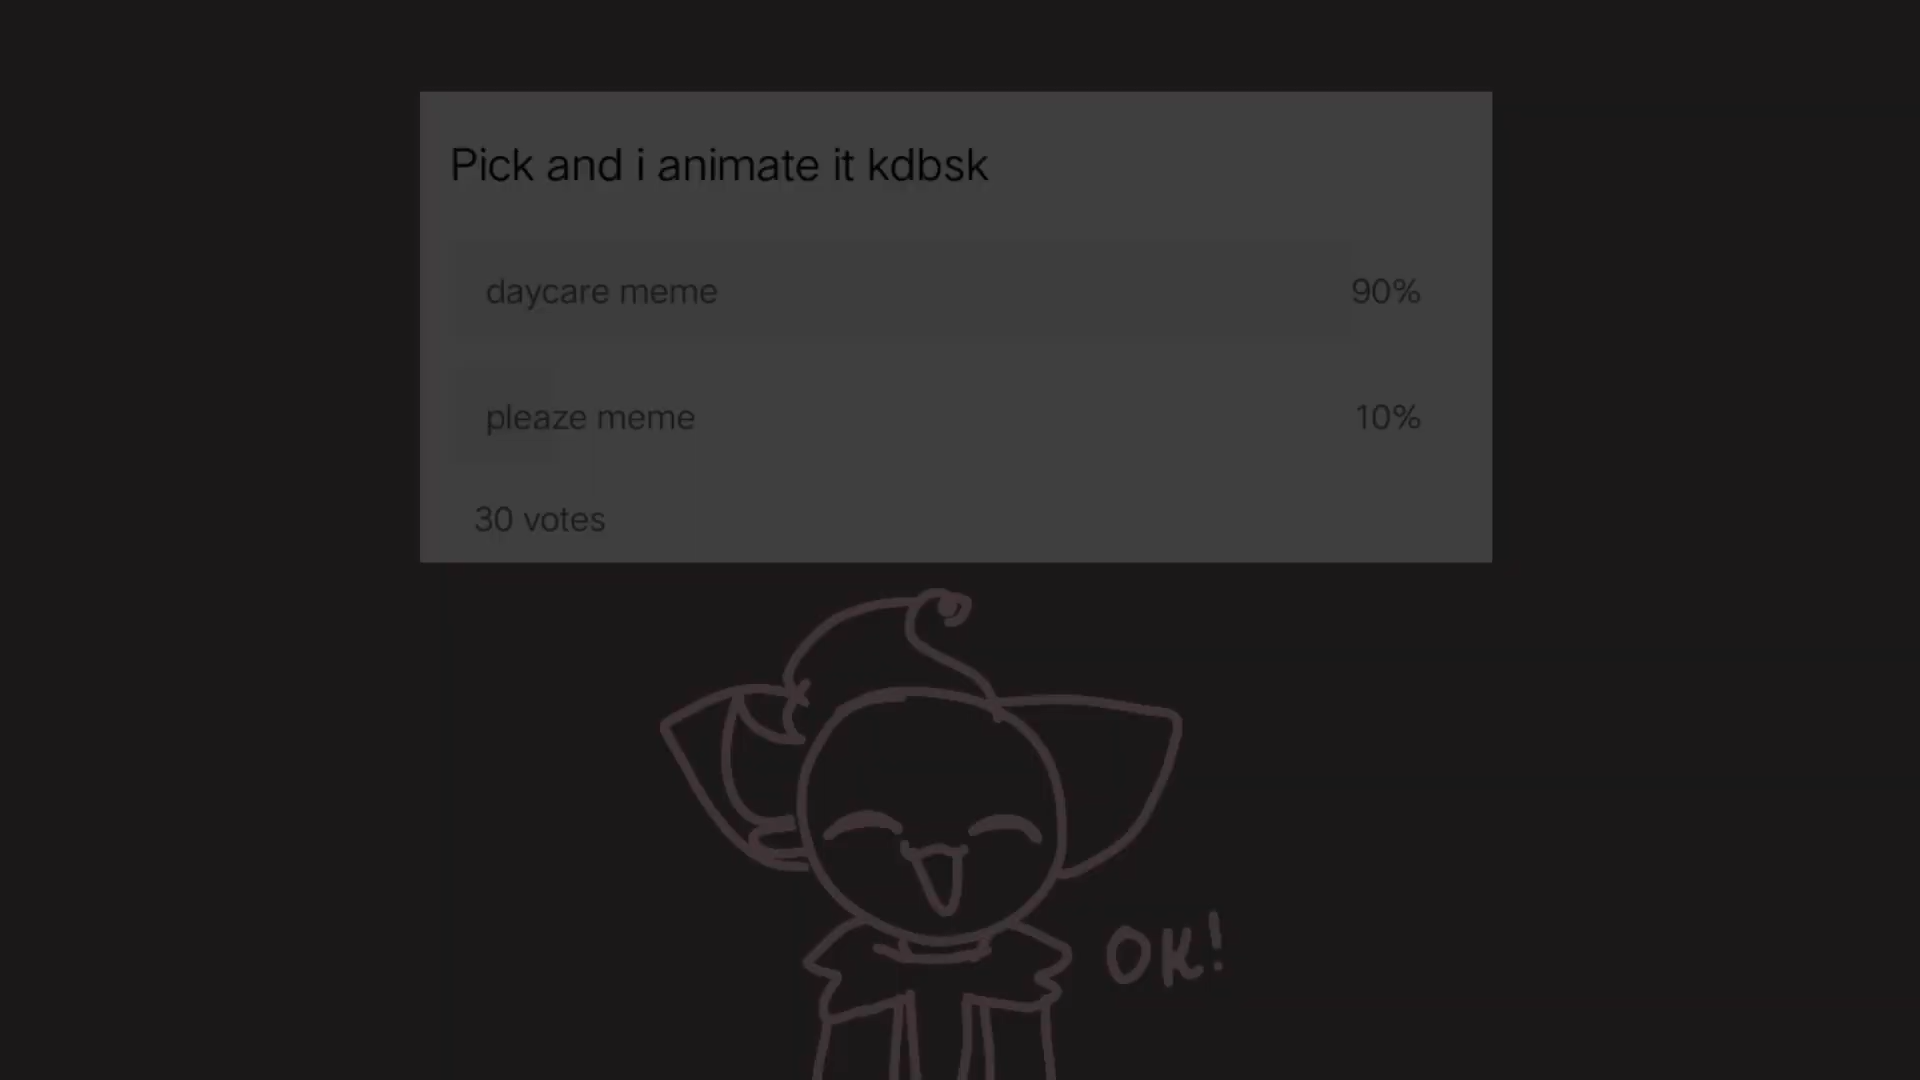 Pick and i animate it kdbsk
daycare meme 90%
pleaze meme 10%
30 votes
OK!